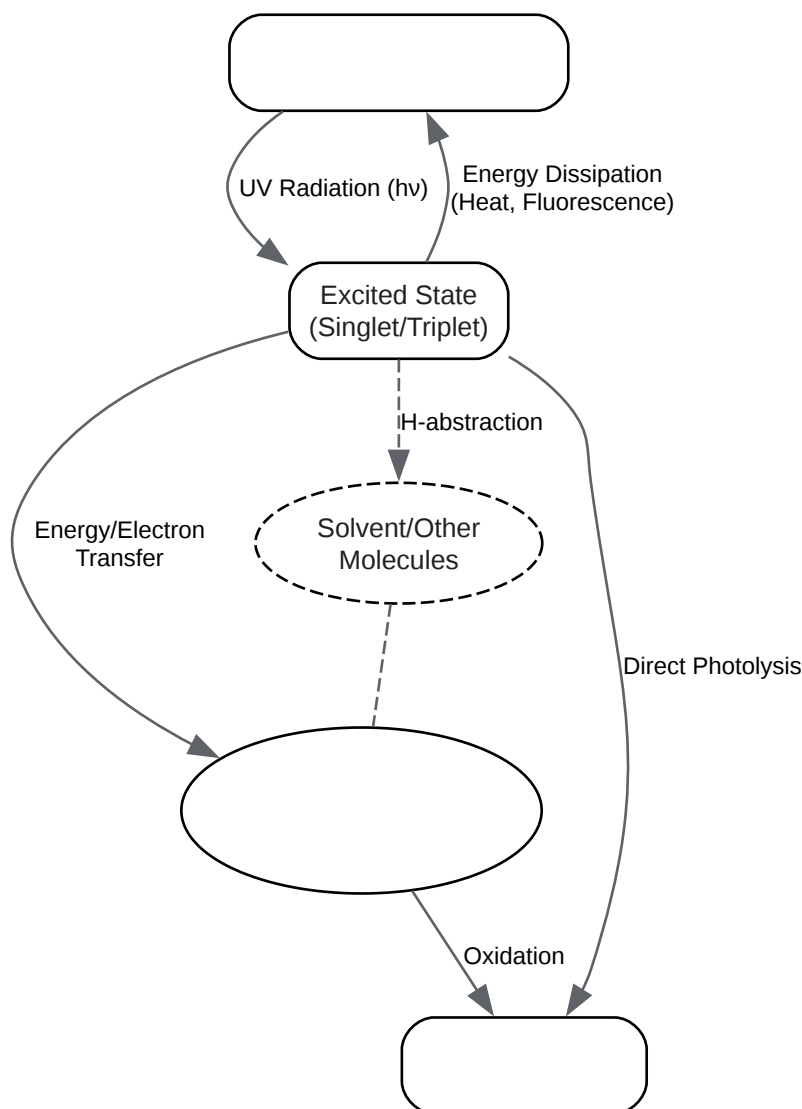 UV Radiation (hν)
Energy Dissipation
(Heat, Fluorescence)
Excited State
(Singlet/Triplet)
H-abstraction
Energy/Electron
Transfer
Solvent/Other
Molecules
Direct Photolysis
Oxidation